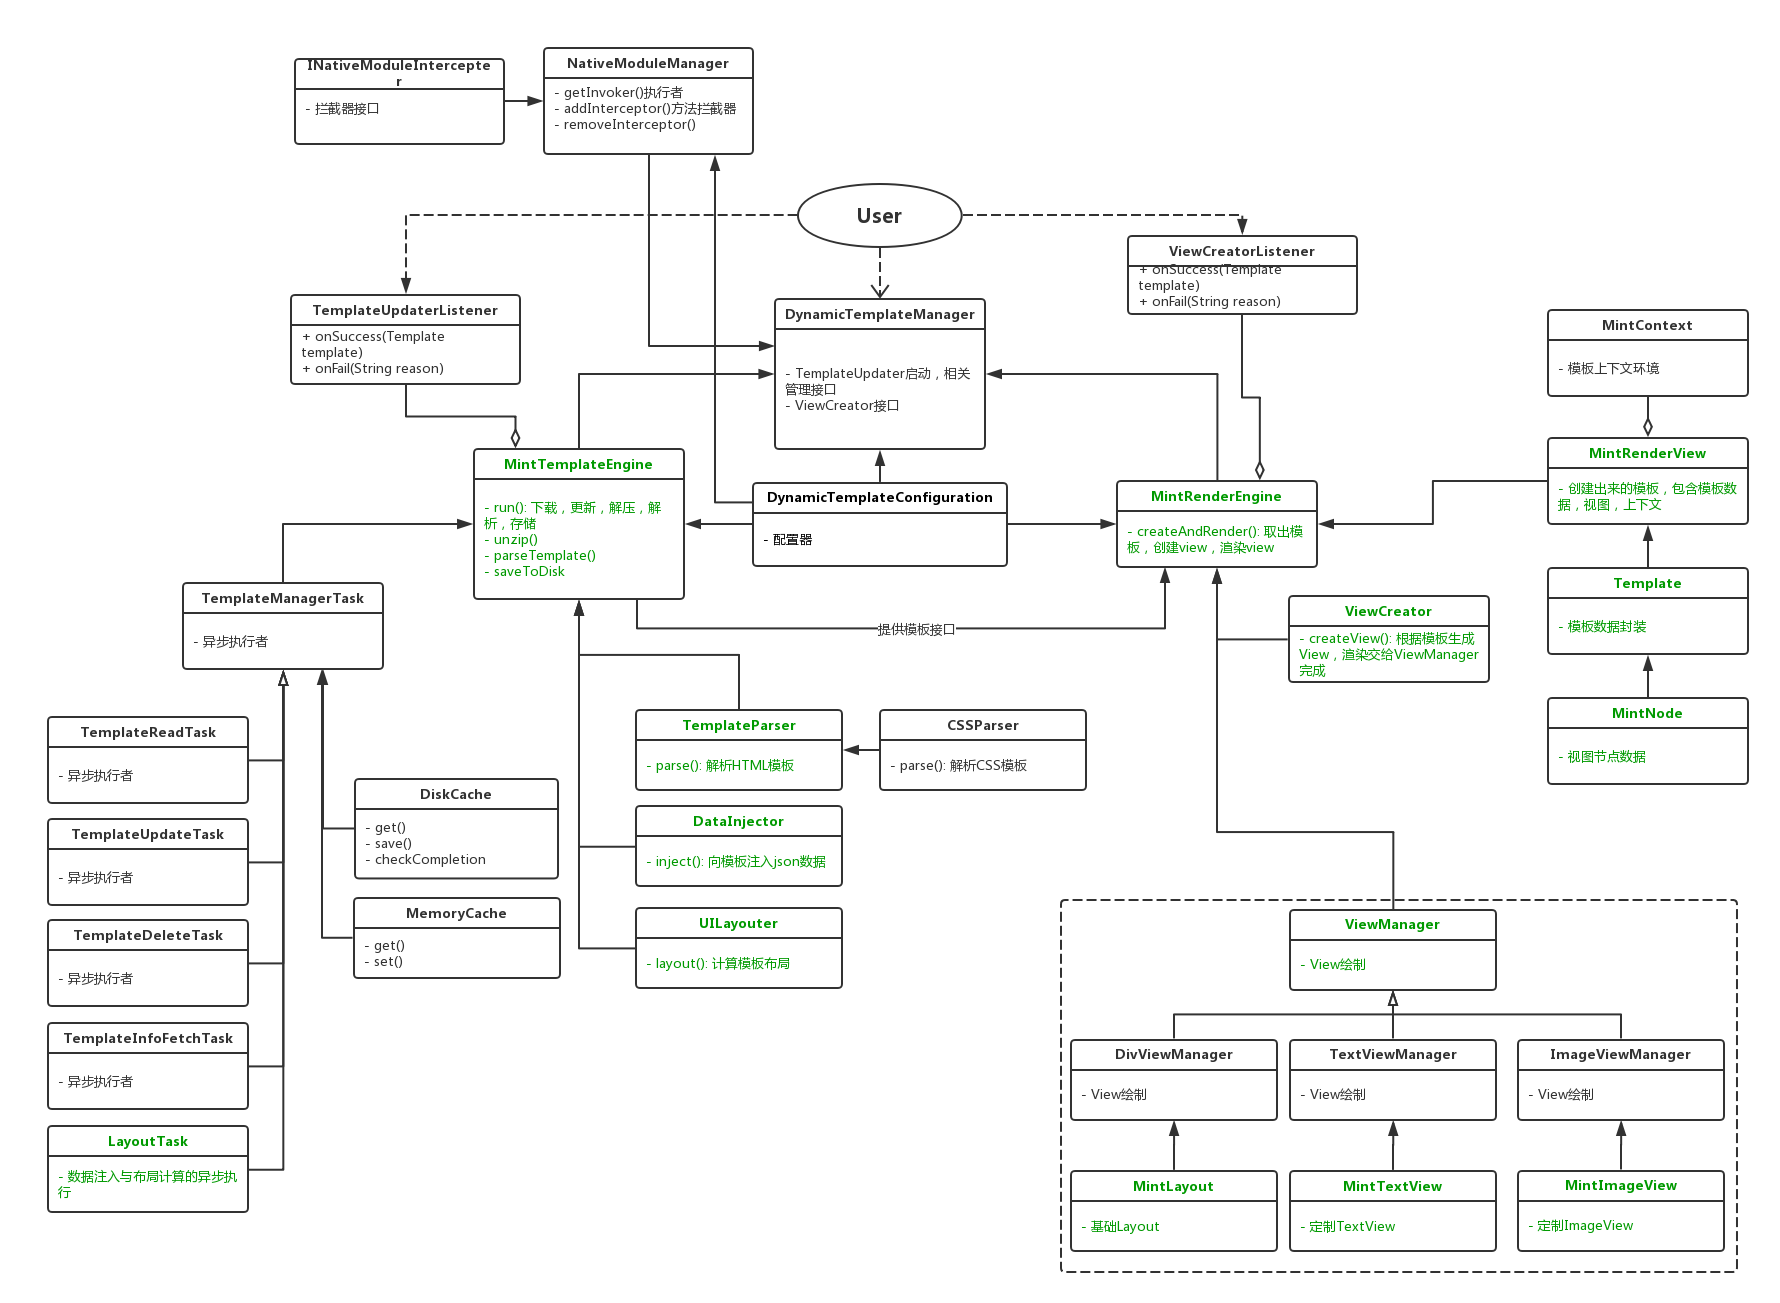 INativeModuleIntercepte
r
- 拦截器接口
NativeModuleManager
- getInvoker()执行者
- addInterceptor()方法拦截器
- removeInterceptor()
User
TemplateUpdaterListener
+ onSuccess(Template
template)
+ onFail(String reason)
DynamicTemplateManager
- TemplateUpdater启动，相关
管理接口
- ViewCreator接口
ViewCreatorListener
+ onSuccess(Template
template)
+ onFail(String reason)
MintContext
- 模板上下文环境
MintTemplateEngine
- run(): 下载，更新，解压，解
析，存储
- unzip()
- parseTemplate()
- saveToDisk
DynamicTemplateConfiguration
- 配置器
MintRenderEngine
- createAndRender(): 取出模
板，创建view，渲染view
MintRenderView
- 创建出来的模板，包含模板数
据，视图，上下文
TemplateManagerTask
- 异步执行者
提供模板接口
ViewCreator
- createView(): 根据模板生成
View，渲染交给ViewManager
完成
Template
- 模板数据封装
MintNode
- 视图节点数据
TemplateReadTask
- 异步执行者
TemplateUpdateTask
- 异步执行者
TemplateDeleteTask
- 异步执行者
TemplateInfoFetchTask
- 异步执行者
LayoutTask
- 数据注入与布局计算的异步执
行
DiskCache
- get()
- save()
- checkCompletion
MemoryCache
- get()
- set()
TemplateParser
- parse(): 解析HTML模板
CSSParser
- parse(): 解析CSS模板
DataInjector
- inject(): 向模板注入json数据
UILayouter
- layout(): 计算模板布局
ViewManager
- View绘制
DivViewManager
- View绘制
TextViewManager
- View绘制
ImageViewManager
- View绘制
MintLayout
- 基础Layout
MintTextView
- 定制TextView
MintImageView
- 定制ImageView